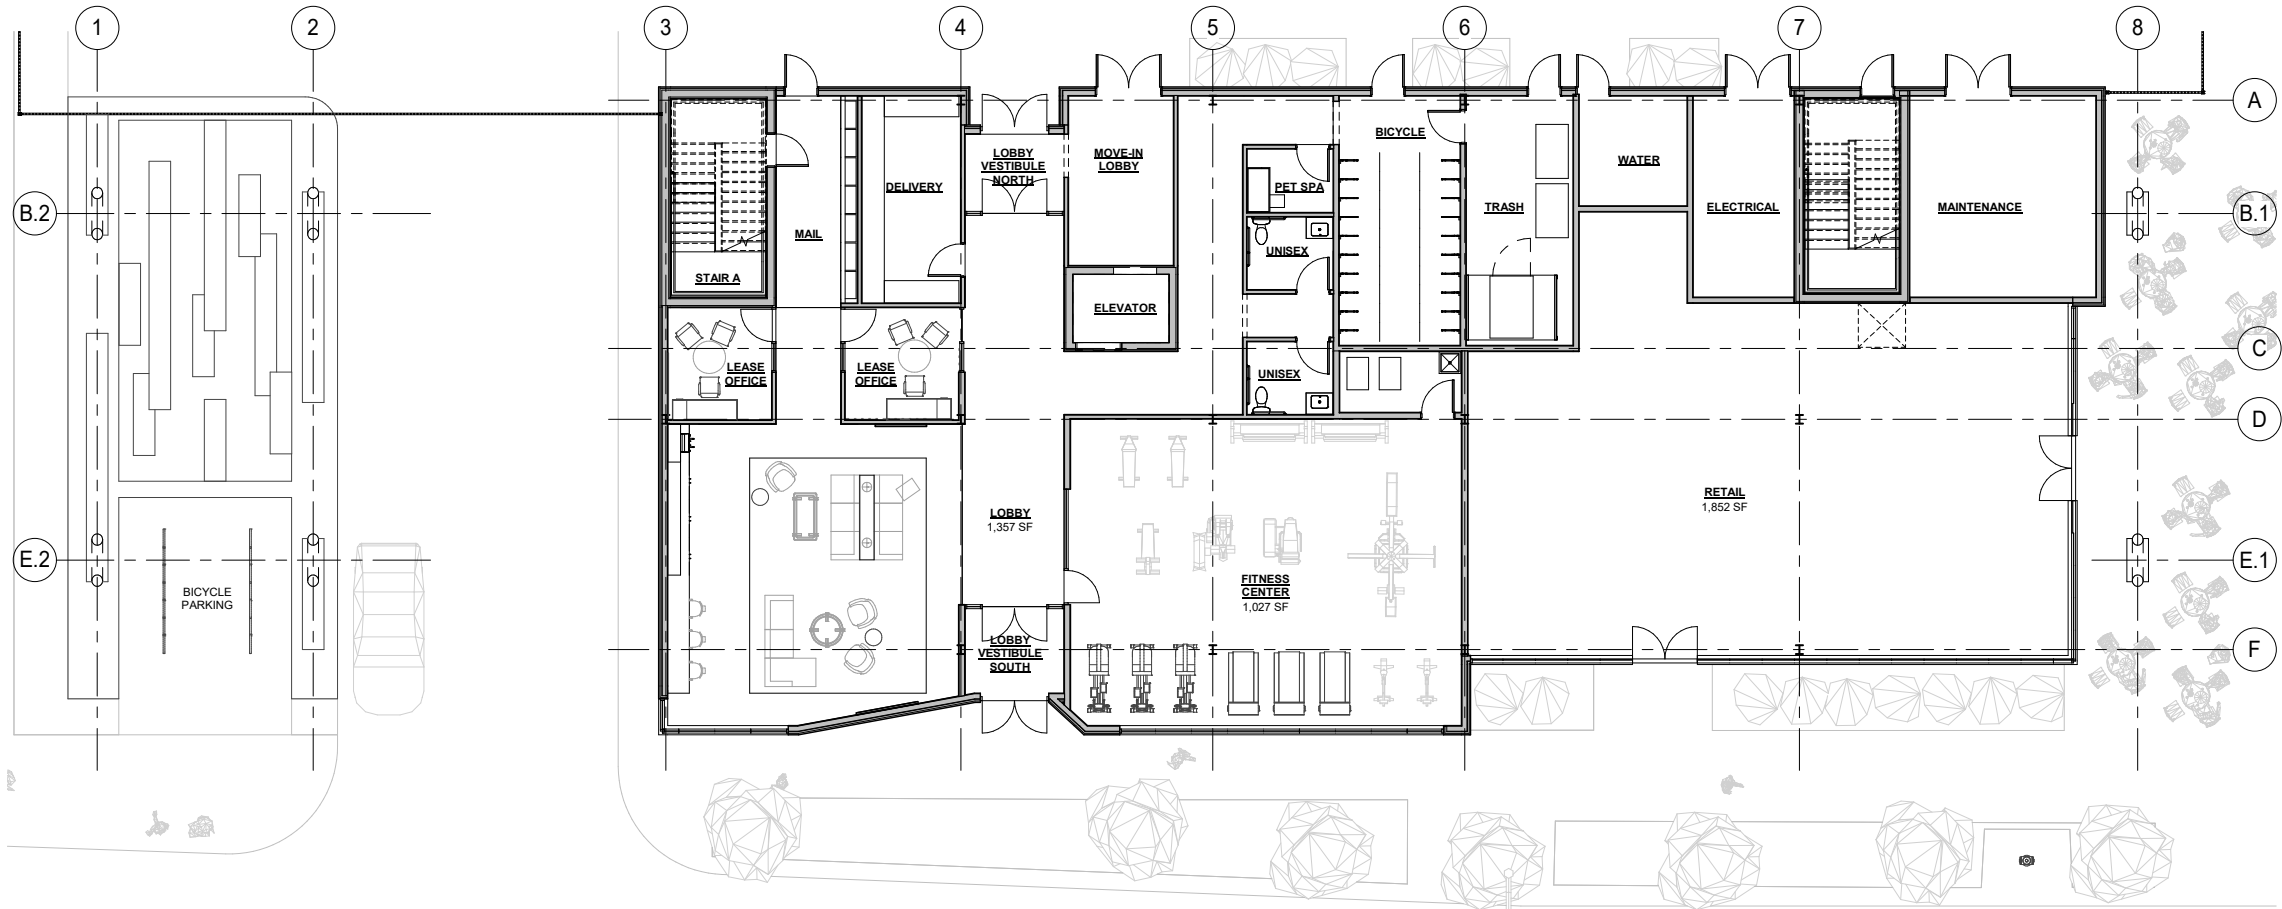 1
2
3
4
5
6
7
8
A
BICYCLE
LOBBY
VESTIBULE
NORTH
MOVE-IN
LOBBY
WATER
DELIVERY
PET SPA
B.2
TRASH
ELECTRICAL
MAINTENANCE
B.1
MAIL
UNISEX
STAIR A
ELEVATOR
C
LEASE
OFFICE
LEASE
OFFICE
UNISEX
D
RETAIL
1,852 SF
LOBBY
1,357 SF
E.2
E.1
FITNESS
CENTER
1,027 SF
BICYCLE
PARKING
LOBBY
VESTIBULE
SOUTH
F